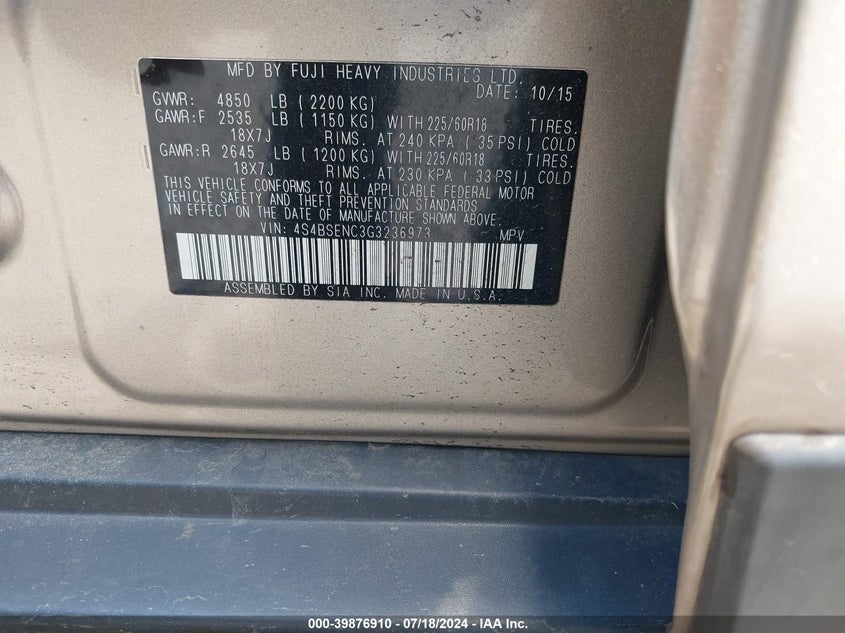 MFD BY FUJI HEAVY INDUSTRIES LTD.
DATE: 10/15
GVWR: 4850 LB ( 2200 KG)
GAWR:F 2535 LB ( 1150 KG) WITH 225/60R18 TIRES.
18X7J RIMS. AT 240 KPA ( 35 PSI) COLD
GAWR:R 2645 LB ( 1200 KG) WITH 225/60R18 TIRES.
18X7J RIMS. AT 230 KPA ( 33 PSI) COLD
THIS VEHICLE CONFORMS TO ALL APPLICABLE FEDERAL MOTOR
VEHICLE SAFETY AND THEFT PREVENTION STANDARDS
IN EFFECT ON THE DATE OF MANUFACTURE SHOWN ABOVE.
VIN: 4S4BSENC3G3236973 MPV
ASSEMBLED BY SIA INC. MADE IN U.S.A.
000-39876910 | 07/18/2024 | IAA Inc.